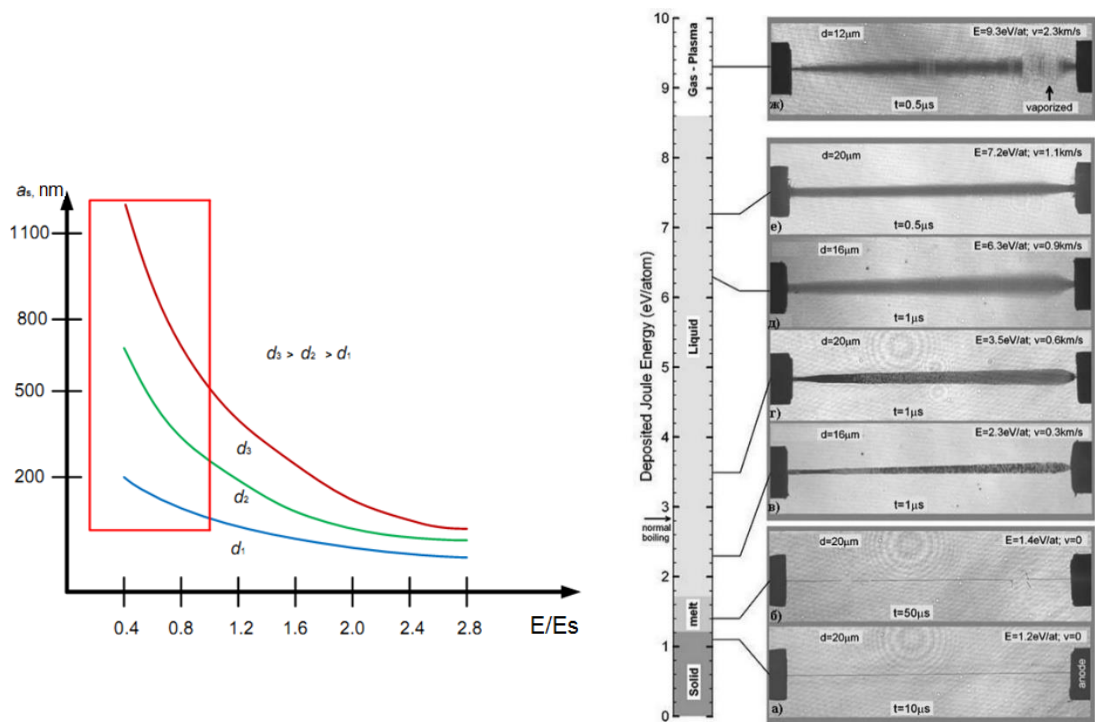 aₛ, nm
1100
800
500
200
d₃ > d₂ > d₁
d₃
d₂
d₁
0.4 0.8 1.2 1.6 2.0 2.4 2.8 E/Es
Deposited Joule Energy (eV/atom)
10
9
8
7
6
5
4
3
2
1
0
Gas - Plasma
Liquid
melt
Solid
normal
boiling
d=12μm E=9.3eV/at; v=2.3km/s
ж) t=0.5μs vaporized
d=20μm E=7.2eV/at; v=1.1km/s
е) t=0.5μs
d=16μm E=6.3eV/at; v=0.9km/s
д) t=1μs
d=20μm E=3.5eV/at; v=0.6km/s
г) t=1μs
d=16μm E=2.3eV/at; v=0.3km/s
в) t=1μs
d=20μm E=1.4eV/at; v=0
б) t=50μs
d=20μm E=1.2eV/at; v=0
anode
а) t=10μs